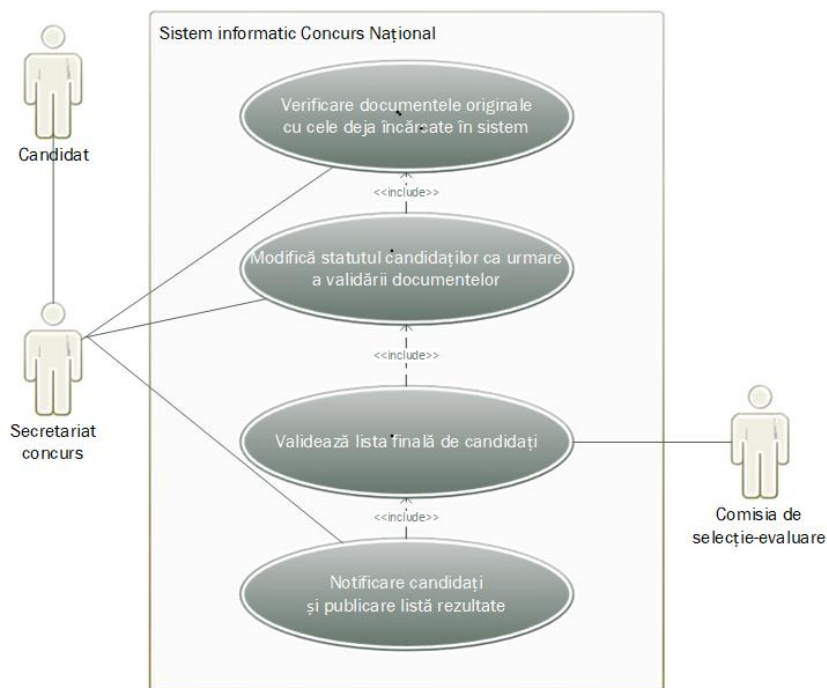 Sistem informatic Concurs Național
Verificare documentele originale
cu cele deja încărcate în sistem
Candidat
<<include>>
Modifică statutul candidaților ca urmare
a validării documentelor
<<include>>
Secretariat
concurs
Validează lista finală de candidați
Comisia de
selecție-evaluare
<<include>>
Notificare candidați
și publicare listă rezultate